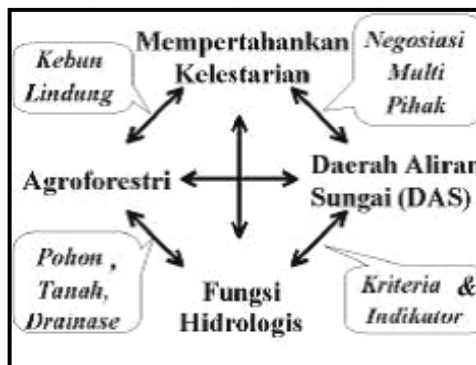 Mempertahankan
Kelestarian
Kebun
Lindung
Negosiasi
Multi
Pihak
Agroforestri
Daerah Aliran
Sungai (DAS)
Pohon ,
Tanah,
Drainase
Fungsi
Hidrologis
Kriteria &
Indikator